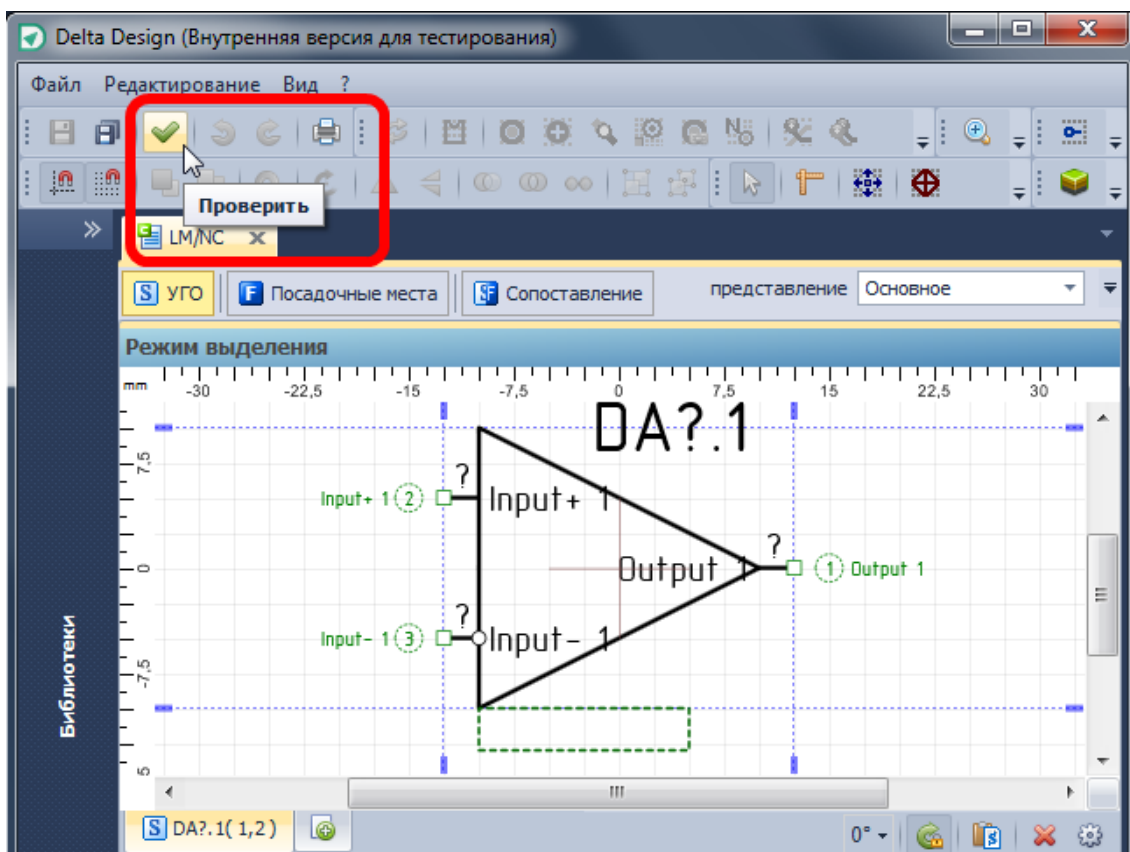 Delta Design (Внутренняя версия для тестирования)
Файл Редактирование Вид ?
Проверить
LM/NC
УГО Посадочные места Сопоставление представление Основное
Режим выделения
mm -30 -22,5 -15 -7,5 0 7,5 15 22,5 30
DA?.1
7,5
?
Input+ 1 2 Input+ 1
?
0 Output 1 1 Output 1
?
Input- 1 3 Input- 1
-7,5
Библиотеки
DA?.1( 1,2 ) 0°